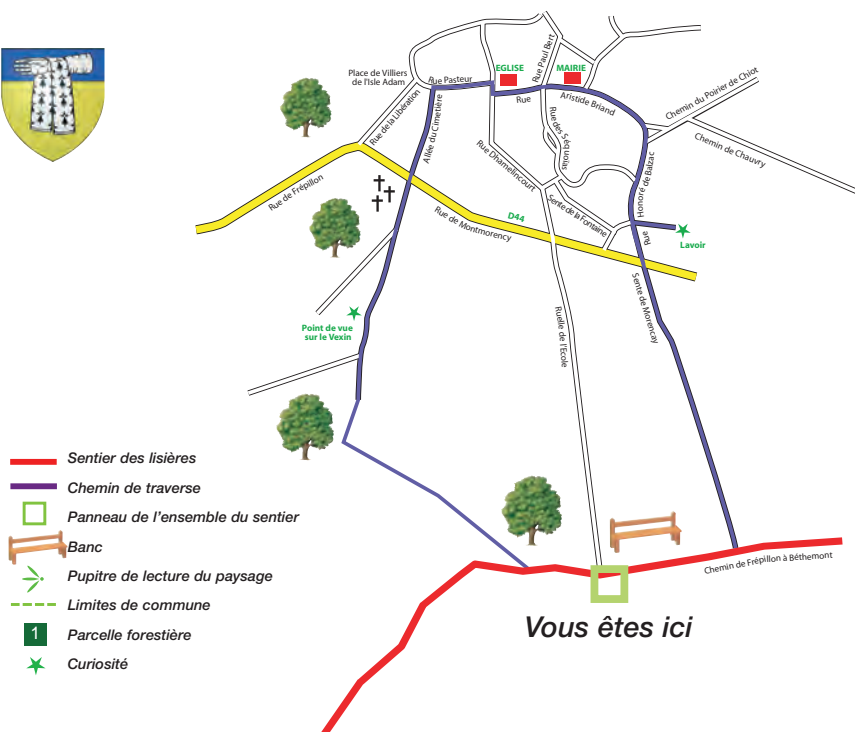 Place de Villiers
de l'Isle Adam
Rue Pasteur
EGLISE
Rue Paul Bert
MAIRIE
Rue
Aristide Briand
Chemin du Poirier de Chiot
Chemin de Chauvry
Rue de la Libération
Allée du Cimetière
Rue Dhamelincourt
Rue des Sablons
Honoré de Balzac
Rue
Sente de la Fontaine
Rue de Frépillon
Rue de Montmorency
D44
Lavoir
Sente de Morencay
Point de vue
sur le Vexin
Ruelle de l'Ecole
Sentier des lisières
Chemin de traverse
Panneau de l'ensemble du sentier
Banc
Pupitre de lecture du paysage
Limites de commune
1 Parcelle forestière
Curiosité
Chemin de Frépillon à Béthemont
Vous êtes ici